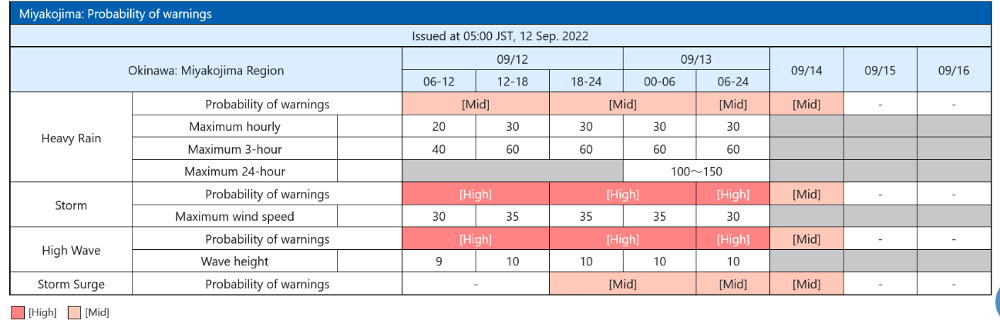 Miyakojima: Probability of warnings
Issued at 05:00 JST, 12 Sep. 2022
Okinawa: Miyakojima Region 09/12 09/13 09/14 09/15 09/16
06-12 12-18 18-24 00-06 06-24
Heavy Rain
Probability of warnings [Mid] [Mid] [Mid] [Mid] - -
Maximum hourly 20 30 30 30 30
Maximum 3-hour 40 60 60 60 60
Maximum 24-hour 100～150
Storm
Probability of warnings [High] [High] [High] [Mid] - -
Maximum wind speed 30 35 35 35 30
High Wave
Probability of warnings [High] [High] [High] [Mid] - -
Wave height 9 10 10 10 10
Storm Surge Probability of warnings - [Mid] [Mid] [Mid] - -
[High] [Mid]